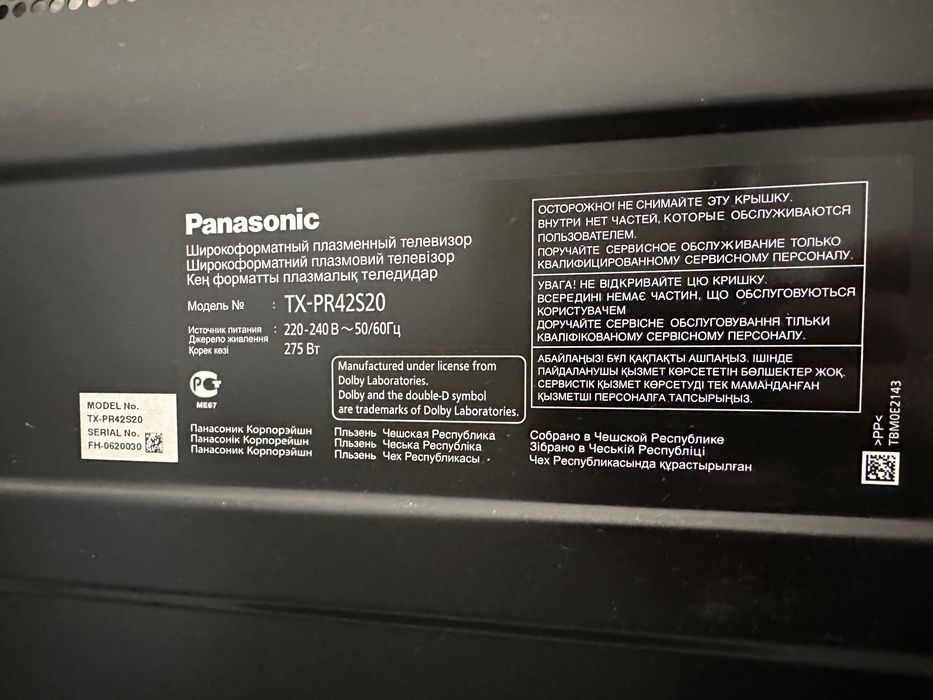 Panasonic
Широкоформатный плазменный телевизор
Широкоформатний плазмовий телевізор
Кең форматты плазмалық теледидар
Модель № : TX-PR42S20
Источник питания : 220-240 В ~ 50/60Гц
Джерело живлення
Қорек көзі 275 Вт
РС
ME67
Manufactured under license from
Dolby Laboratories.
Dolby and the double-D symbol
are trademarks of Dolby Laboratories.
Панасоник Корпорэйшн
Панасонік Корпорейшн
Панасоник Корпорэйшн
Пльзень Чешская Республика
Пльзень Чеська Республіка
Пльзень Чех Республикасы
ОСТОРОЖНО! НЕ СНИМАЙТЕ ЭТУ КРЫШКУ.
ВНУТРИ НЕТ ЧАСТЕЙ, КОТОРЫЕ ОБСЛУЖИВАЮТСЯ
ПОЛЬЗОВАТЕЛЕМ.
ПОРУЧАЙТЕ СЕРВИСНОЕ ОБСЛУЖИВАНИЕ ТОЛЬКО
КВАЛИФИЦИРОВАННОМУ СЕРВИСНОМУ ПЕРСОНАЛУ.
УВАГА! НЕ ВІДКРИВАЙТЕ ЦЮ КРИШКУ.
ВСЕРЕДИНІ НЕМАЄ ЧАСТИН, ЩО ОБСЛУГОВУЮТЬСЯ
КОРИСТУВАЧЕМ
ДОРУЧАЙТЕ СЕРВІСНЕ ОБСЛУГОВУВАННЯ ТІЛЬКИ
КВАЛІФІКОВАНОМУ СЕРВІСНОМУ ПЕРСОНАЛУ.
АБАЙЛАҢЫЗ! БҰЛ ҚАҚПАҚТЫ АШПАҢЫЗ. ІШІНДЕ
ПАЙДАЛАНУШЫ ҚЫЗМЕТ КӨРСЕТЕТІН БӨЛШЕКТЕР ЖОҚ.
СЕРВИСТІК ҚЫЗМЕТ КӨРСЕТУДІ ТЕК МАМАНДАНҒАН
ҚЫЗМЕТШІ ПЕРСОНАЛҒА ТАПСЫРЫҢЫЗ.
Собрано в Чешской Республике
Зібрано в Чеській Республіці
Чех Республикасында құрастырылған
MODEL No.
TX-PR42S20
SERIAL No.
FH-0620030
>PP<
TBM0E2143